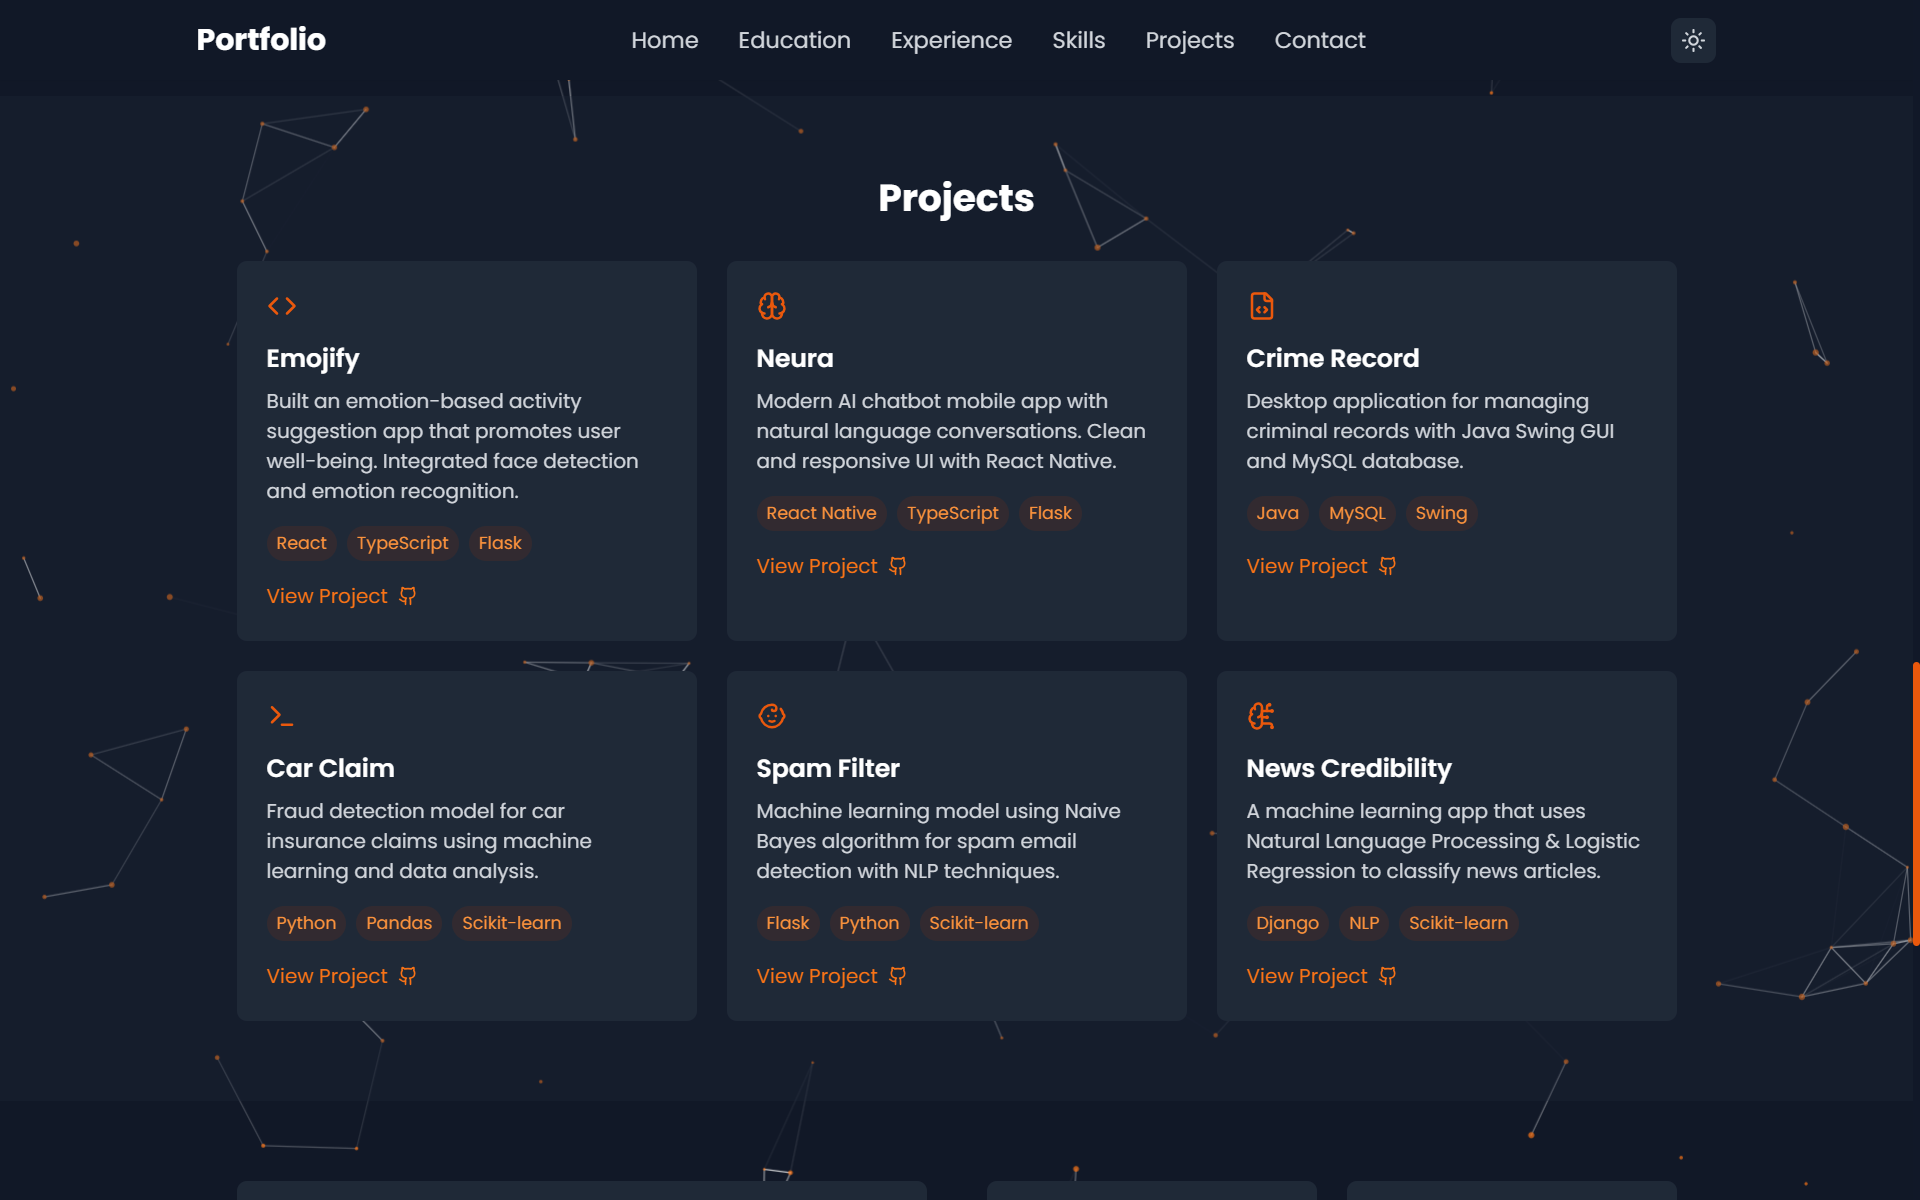 Portfolio
Home
Education
Experience
Skills
Projects
Contact
Projects
Emojify
Built an emotion-based activity
suggestion app that promotes user
well-being. Integrated face detection
and emotion recognition.
React
TypeScript
Flask
View Project
Neura
Modern AI chatbot mobile app with
natural language conversations. Clean
and responsive UI with React Native.
React Native
TypeScript
Flask
View Project
Crime Record
Desktop application for managing
criminal records with Java Swing GUI
and MySQL database.
Java
MySQL
Swing
View Project
Car Claim
Fraud detection model for car
insurance claims using machine
learning and data analysis.
Python
Pandas
Scikit-learn
View Project
Spam Filter
Machine learning model using Naive
Bayes algorithm for spam email
detection with NLP techniques.
Flask
Python
Scikit-learn
View Project
News Credibility
A machine learning app that uses
Natural Language Processing & Logistic
Regression to classify news articles.
Django
NLP
Scikit-learn
View Project